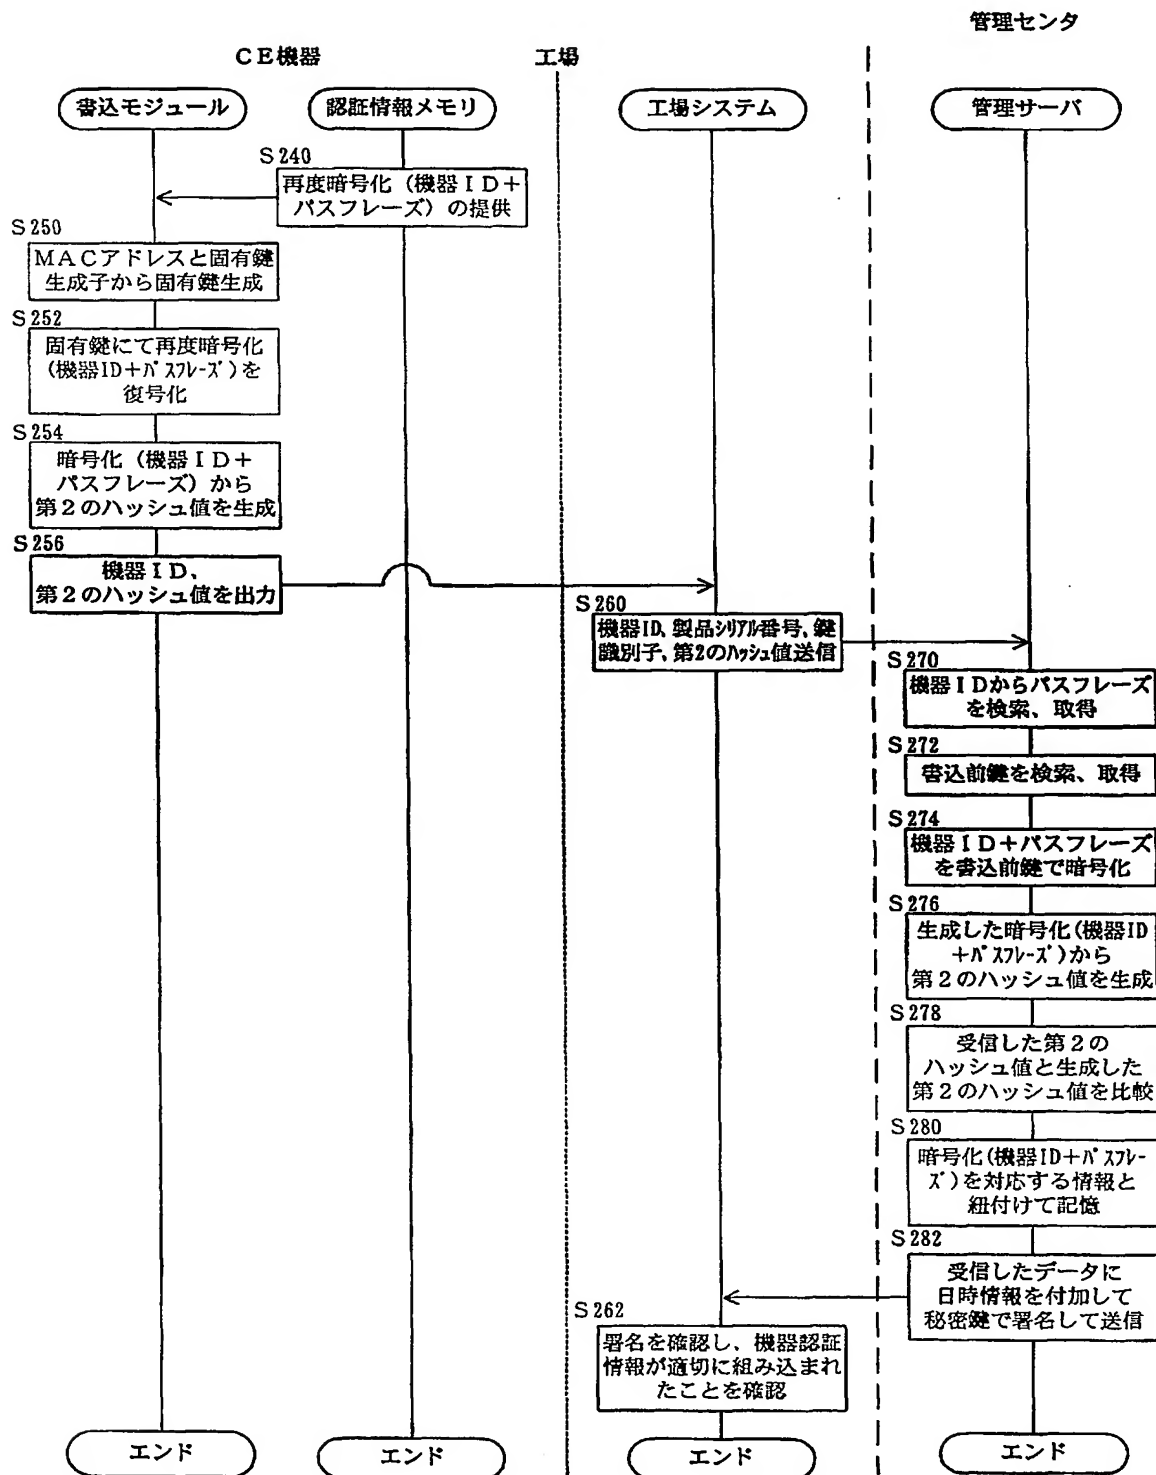 管理センタ
CE機器
工場
書込モジュール
認証情報メモリ
工場システム
管理サーバ
S240
再度暗号化(機器ID+
パスフレーズ)の提供
S250
MACアドレスと固有鍵
生成子から固有鍵生成
S252
固有鍵にて再度暗号化
(機器ID+パスフレーズ)を
復号化
S254
暗号化(機器ID+
パスフレーズ)から
第2のハッシュ値を生成
S256
機器ID、
第2のハッシュ値を出力
S260
機器ID、製品シリアル番号、鍵
識別子、第2のハッシュ値送信
S270
機器IDからパスフレーズ
を検索、取得
S272
書込前鍵を検索、取得
S274
機器ID+パスフレーズ
を書込前鍵で暗号化
S276
生成した暗号化(機器ID
+パスフレーズ)から
第2のハッシュ値を生成
S278
受信した第2の
ハッシュ値と生成した
第2のハッシュ値を比較
S280
暗号化(機器ID+パスフレー
ズ)を対応する情報と
紐付けて記憶
S282
受信したデータに
日時情報を付加して
秘密鍵で署名して送信
S262
署名を確認し、機器認証
情報が適切に組み込まれ
たことを確認
エンド
エンド
エンド
エンド